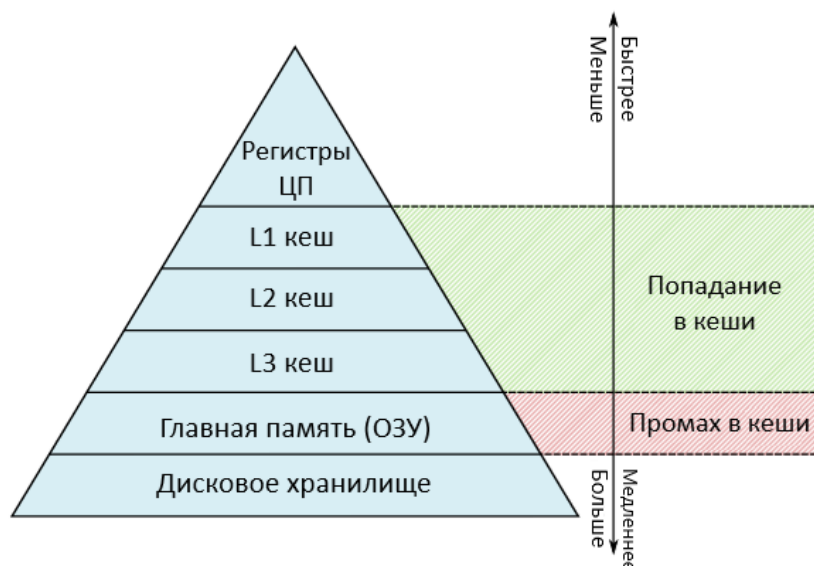 Быстрее
Меньше
Регистры
ЦП
L1 кеш
L2 кеш
L3 кеш
Попадание
в кеши
Главная память (ОЗУ)
Промах в кеши
Дисковое хранилище
Медленнее
Больше